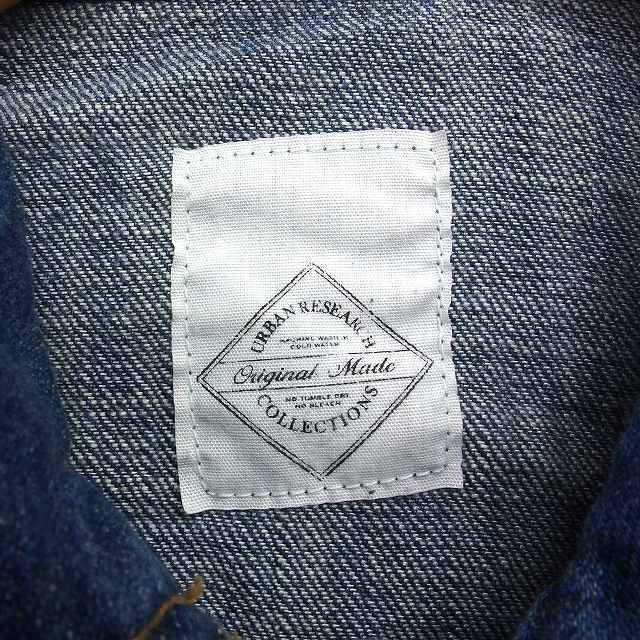 URBAN RESEARCH
MACHINE WASH IN
COLD WATER
Original Made
NO TUMBLE DRY
NO BLEACH
COLLECTIONS